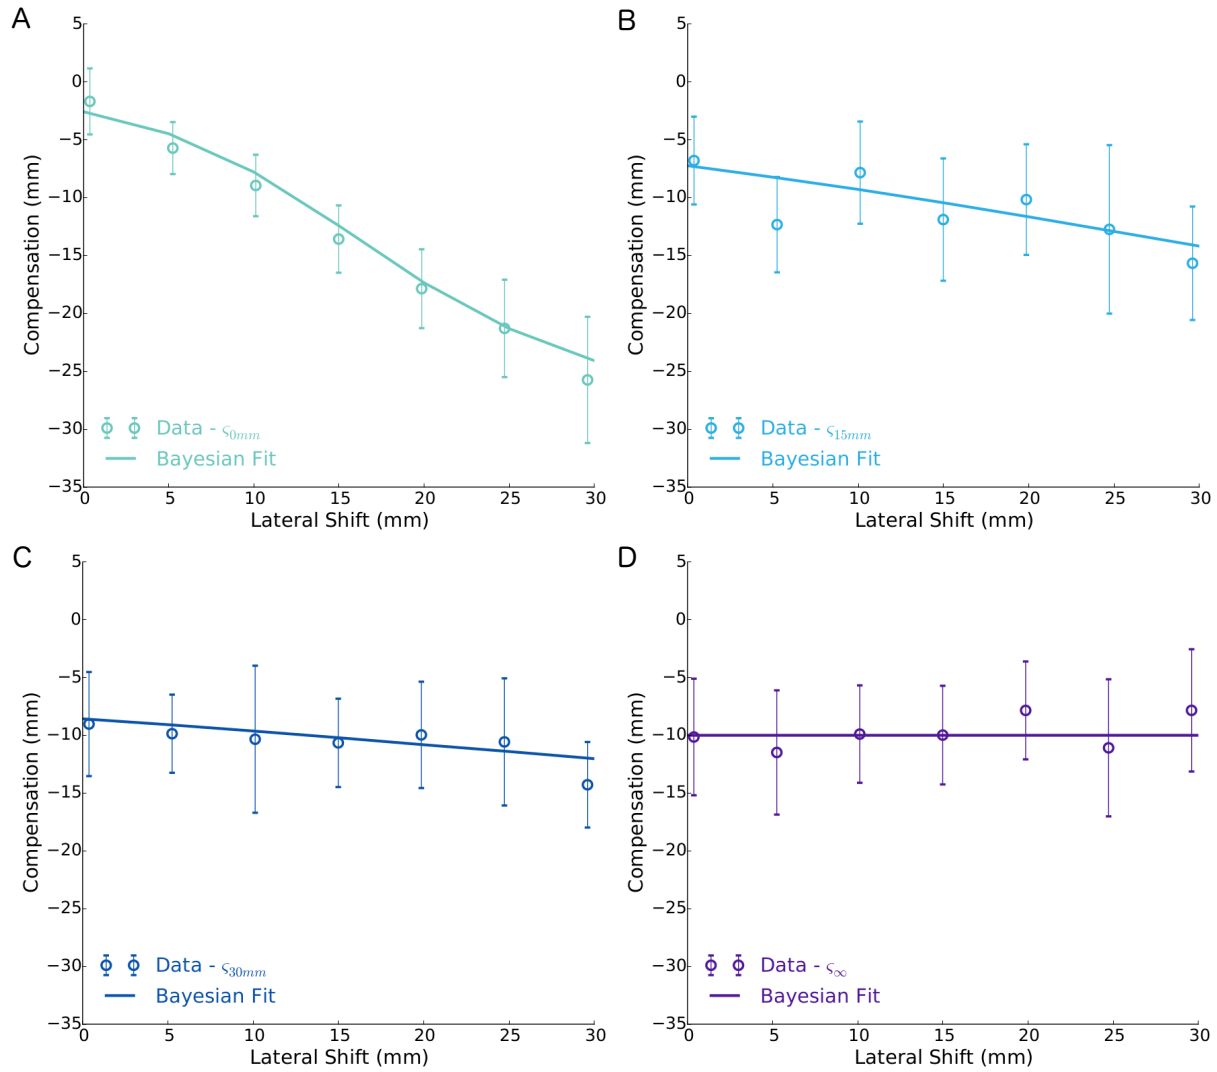 A
5
0
−5
−10
−15
−20
−25
−30
−35
Compensation (mm)
Data - ς0mm
Bayesian Fit
0 5 10 15 20 25 30
Lateral Shift (mm)
B
5
0
−5
−10
−15
−20
−25
−30
−35
Compensation (mm)
Data - ς15mm
Bayesian Fit
0 5 10 15 20 25 30
Lateral Shift (mm)
C
5
0
−5
−10
−15
−20
−25
−30
−35
Compensation (mm)
Data - ς30mm
Bayesian Fit
0 5 10 15 20 25 30
Lateral Shift (mm)
D
5
0
−5
−10
−15
−20
−25
−30
−35
Compensation (mm)
Data - ς∞
Bayesian Fit
0 5 10 15 20 25 30
Lateral Shift (mm)